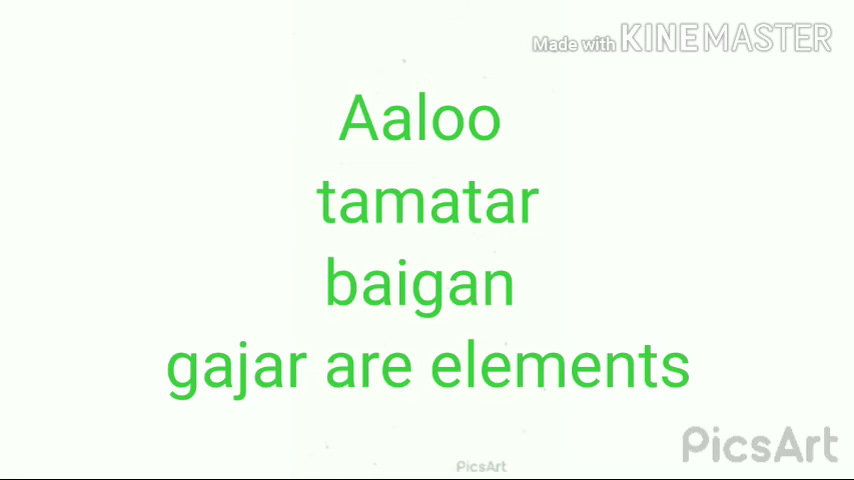 Made with KINEMASTER
Aaloo
tamatar
baigan
gajar are elements
PicsArt
PicsArt